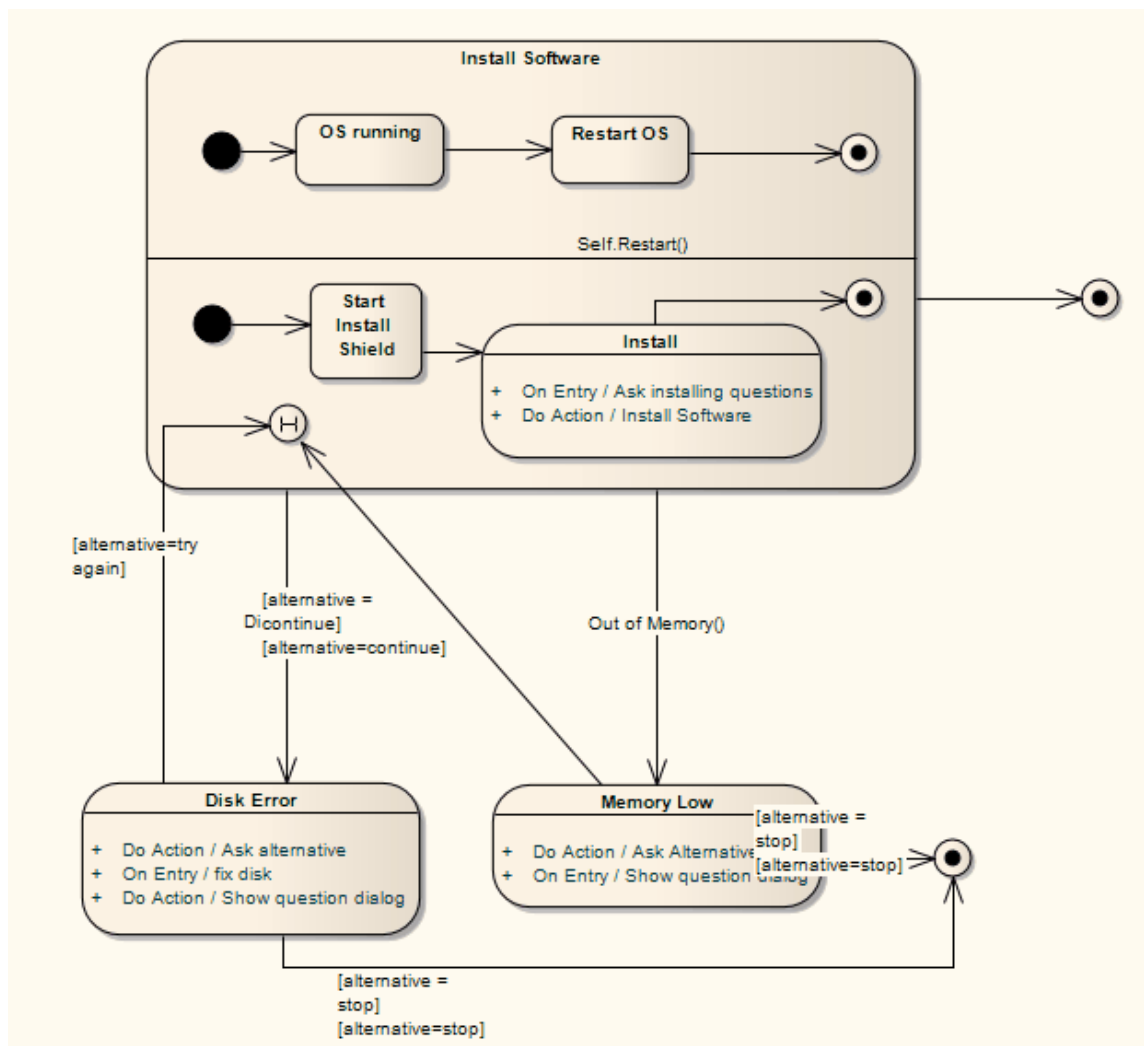 Install Software
OS running
Restart OS
Self.Restart()
Start
Install
Shield
Install
+ On Entry / Ask installing questions
+ Do Action / Install Software
H
[alternative=try
again]
[alternative =
Dicontinue]
[alternative=continue]
Out of Memory()
Disk Error
+ Do Action / Ask alternative
+ On Entry / fix disk
+ Do Action / Show question dialog
Memory Low
+ Do Action / Ask Alternative
+ On Entry / Show question dialog
[alternative =
stop]
[alternative=stop]
[alternative =
stop]
[alternative=stop]